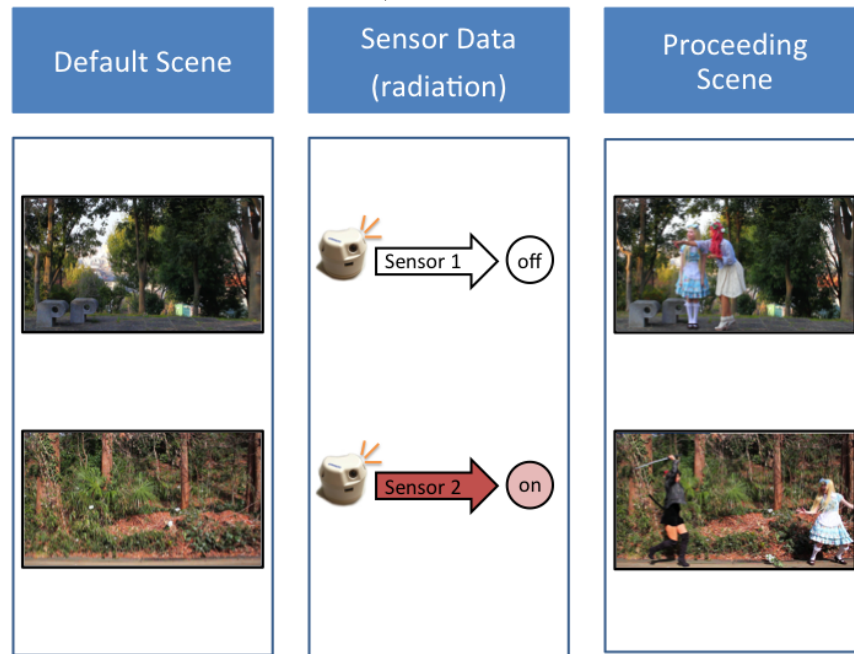 Default Scene
Sensor Data
(radiation)
Proceeding
Scene
Sensor 1
off
Sensor 2
on